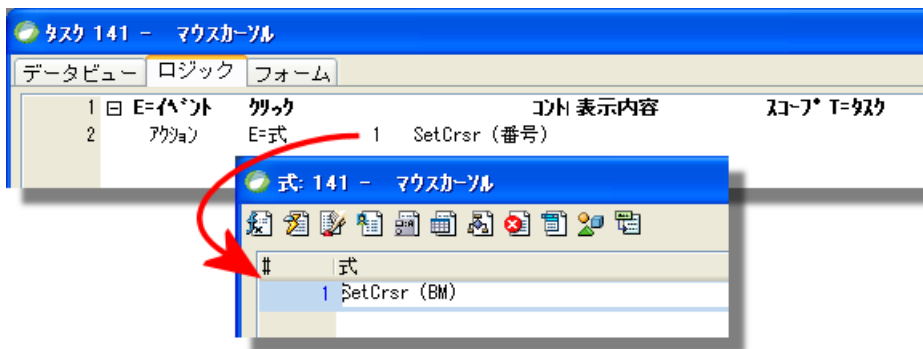 タスク 141 - マウスカーソル
データビュー ロジック フォーム
1 E=イベント クリック コントロ 表示内容 スコープ T=タスク
2 アクション E=式 1 SetCrsr (番号)
式: 141 - マウスカーソル
# 式
1 SetCrsr (BM)